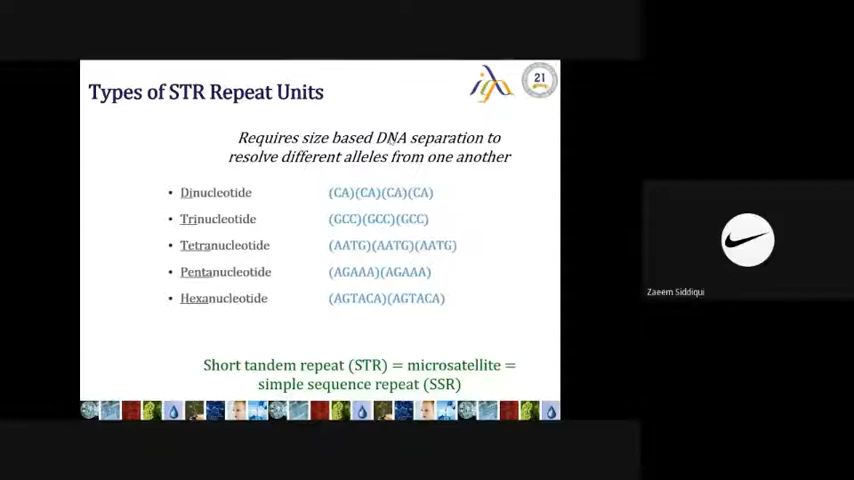 Types of STR Repeat Units
21
Requires size based DNA separation to
resolve different alleles from one another
• Dinucleotide (CA)(CA)(CA)(CA)
• Trinucleotide (GCC)(GCC)(GCC)
• Tetranucleotide (AATG)(AATG)(AATG)
• Pentanucleotide (AGAAA)(AGAAA)
• Hexanucleotide (AGTACA)(AGTACA)
Zaeem Siddiqui
Short tandem repeat (STR) = microsatellite =
simple sequence repeat (SSR)